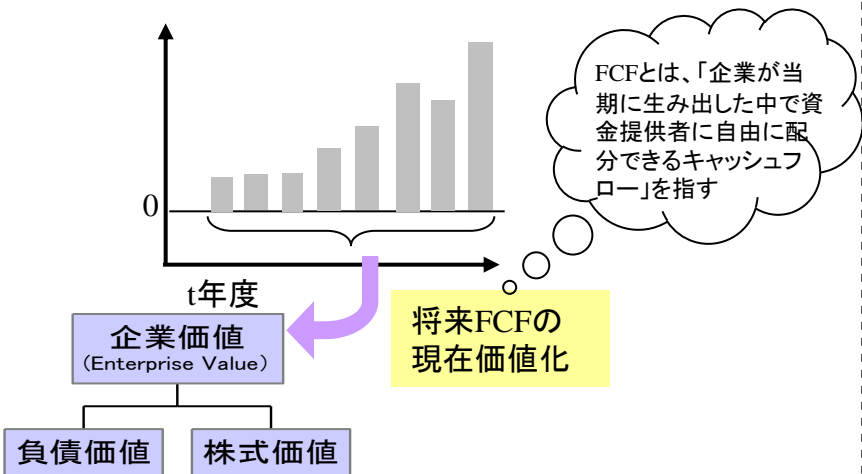 FCFとは、「企業が当
期に生み出した中で資
金提供者に自由に配
分できるキャッシュフ
ロー」を指す
0
t年度
将来FCFの
現在価値化
企業価値
(Enterprise Value)
負債価値
株式価値